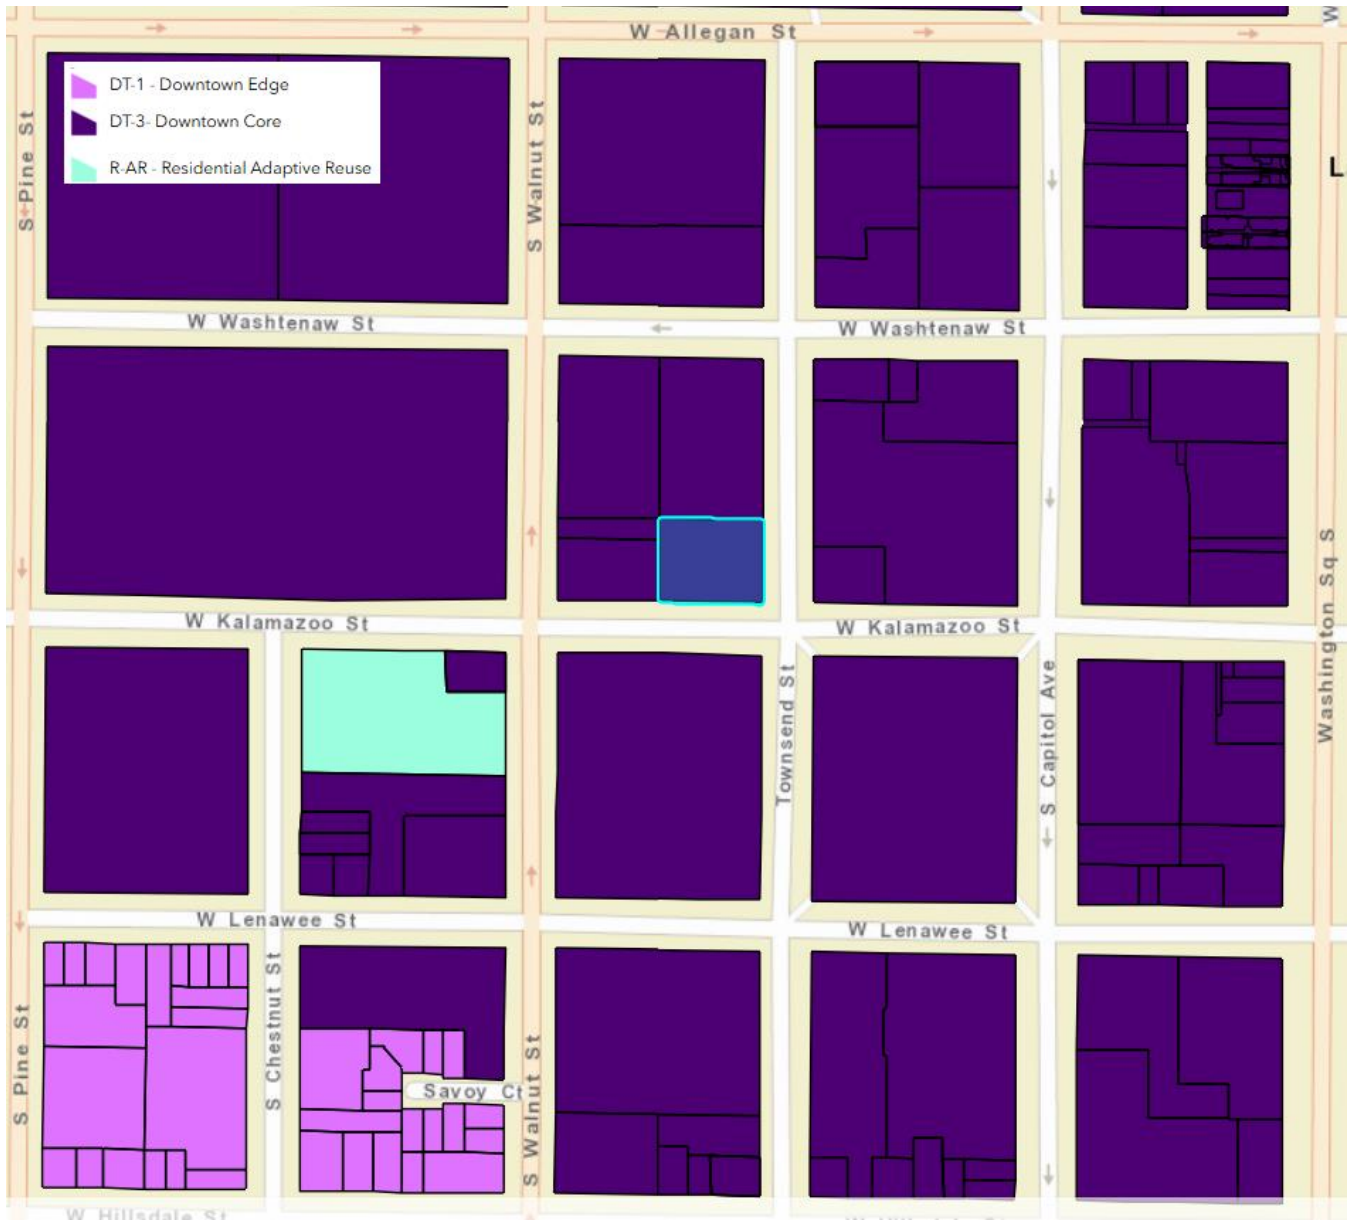 W Allegan St
W
DT-1 - Downtown Edge
DT-3- Downtown Core
R-AR - Residential Adaptive Reuse
S Pine St
S Walnut St
L
W Washtenaw St
W Washtenaw St
W Kalamazoo St
W Kalamazoo St
Washington Sq S
Townsend St
S Capitol Ave
W Lenawee St
W Lenawee St
S Pine St
S Chestnut St
S Walnut St
Savoy Ct
W Hillsdale St